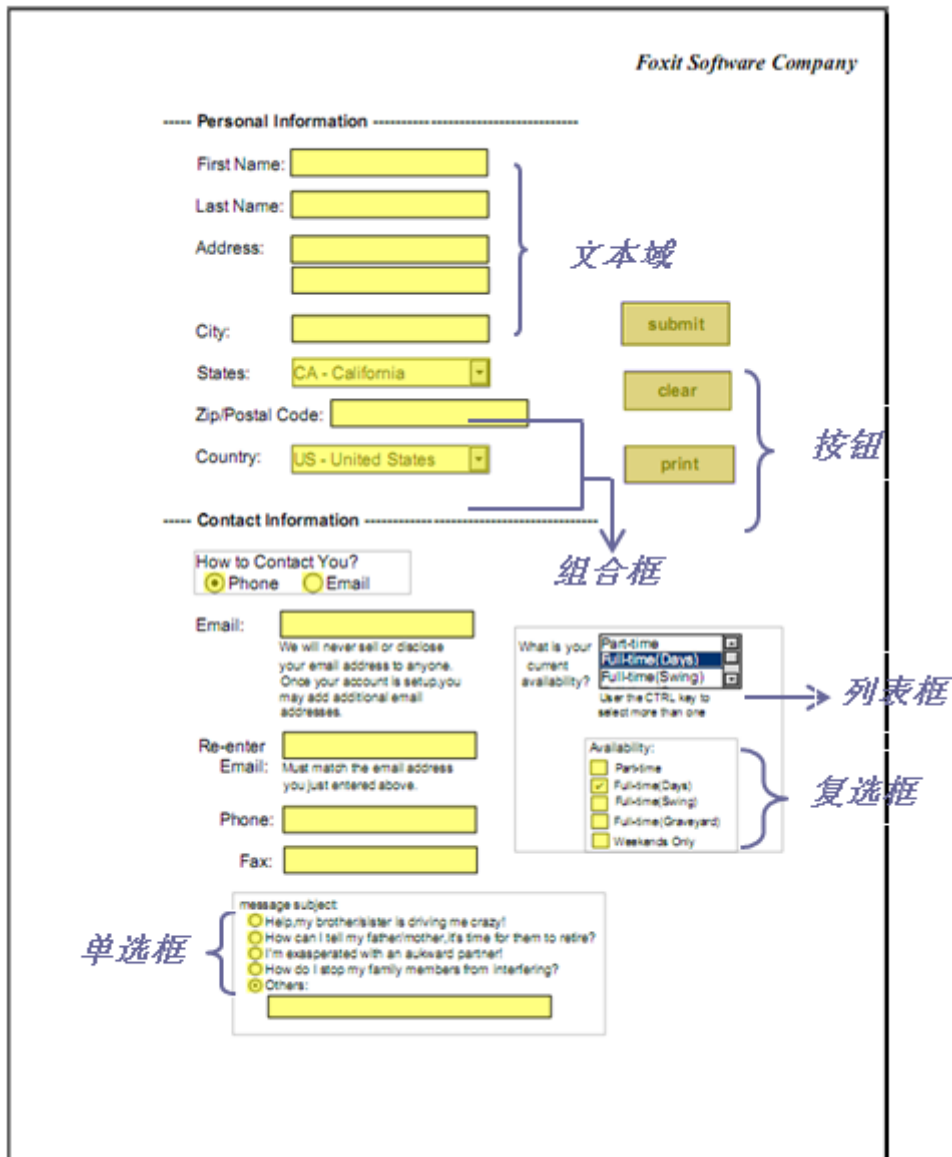 Foxit Software Company
----- Personal Information -----------------------------------------
First Name:
Last Name:
Address:
文本域
City:
submit
States: CA - California
clear
Zip/Postal Code:
按钮
Country: US - United States
print
----- Contact Information -----------------------------------------------
组合框
How to Contact You?
Phone Email
Email:
We will never sell or disclose
your email address to anyone.
Once your account is setup,you
may add additional email
addresses.
What is your
current
availability?
Part-time
Full-time(Days)
Full-time(Swing)
User the CTRL key to
select more than one
列表框
Re-enter
Email:
Must match the email address
you just entered above.
Availability:
Part-time
Full-time(Days)
Full-time(Swing)
Full-time(Graveyard)
Weekends Only
复选框
Phone:
Fax:
message subject:
Help,my brother/sister is driving me crazy!
How can I tell my father/mother,it's time for them to retire?
I'm exasperated with an aukward partner!
How do I stop my family members from interfering?
Others:
单选框